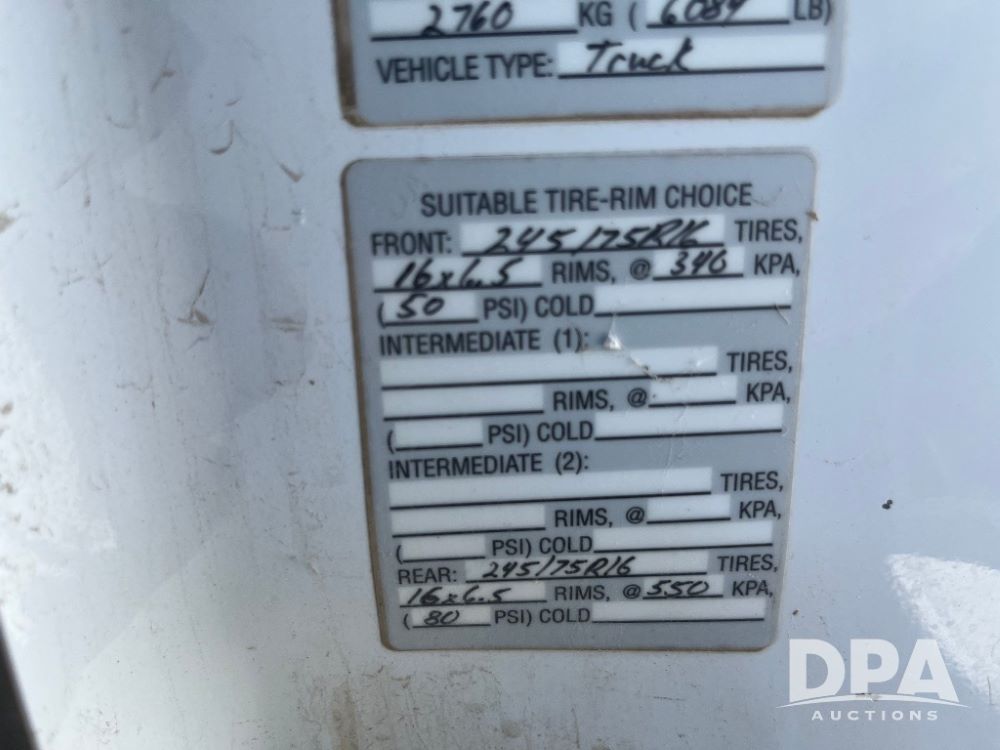 2760 KG ( 6084 LB)
VEHICLE TYPE: Truck
SUITABLE TIRE-RIM CHOICE
FRONT: 245/75R16 TIRES,
16x6.5 RIMS, @ 340 KPA,
(50 PSI) COLD
INTERMEDIATE (1):
TIRES,
RIMS, @ KPA,
( PSI) COLD
INTERMEDIATE (2):
TIRES,
RIMS, @ KPA,
( PSI) COLD
REAR: 245/75R16 TIRES,
16x6.5 RIMS, @ 550 KPA,
( 80 PSI) COLD
DPA
AUCTIONS